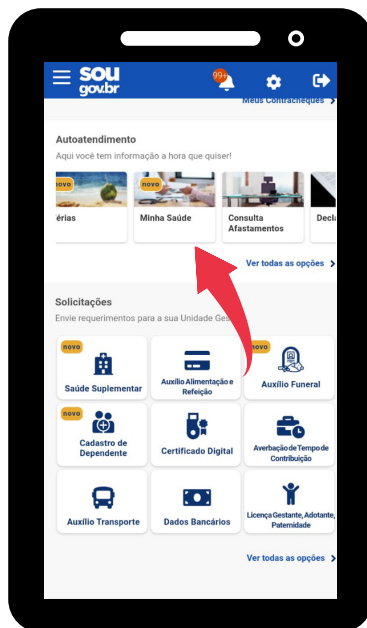 sou
gov.br
99+
Meus Contracheques
Autoatendimento
Aqui você tem informação a hora que quiser!
novo
novo
érias
Minha Saúde
Consulta
Afastamentos
Decl
Ver todas as opções
Solicitações
Envie requerimentos para a sua Unidade Ges
novo
Saúde Suplementar
Auxílio Alimentação e
Refeição
novo
Auxílio Funeral
novo
Cadastro de
Dependente
Certificado Digital
Averbação de Tempo de
Contribuição
Auxílio Transporte
Dados Bancários
Licença Gestante, Adotante,
Paternidade
Ver todas as opções